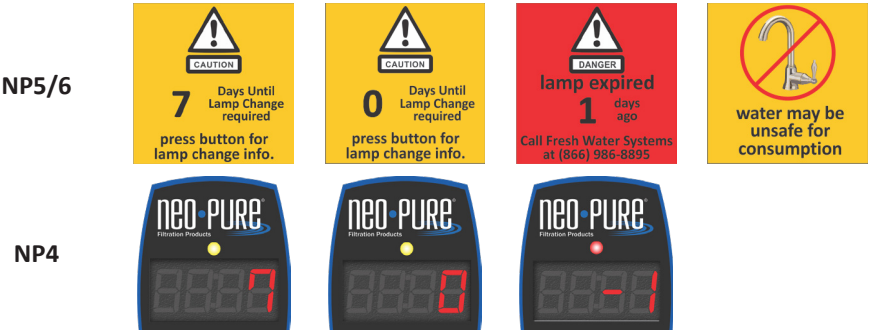 NP5/6
CAUTION
7
Days Until
Lamp Change
required
press button for
lamp change info.
CAUTION
0
Days Until
Lamp Change
required
press button for
lamp change info.
DANGER
lamp expired
1
days
ago
Call Fresh Water Systems
at (866) 986-8895
water may be
unsafe for
consumption
NP4
neo•PURE
Filtration Products
7
neo•PURE
Filtration Products
0
neo•PURE
Filtration Products
-1